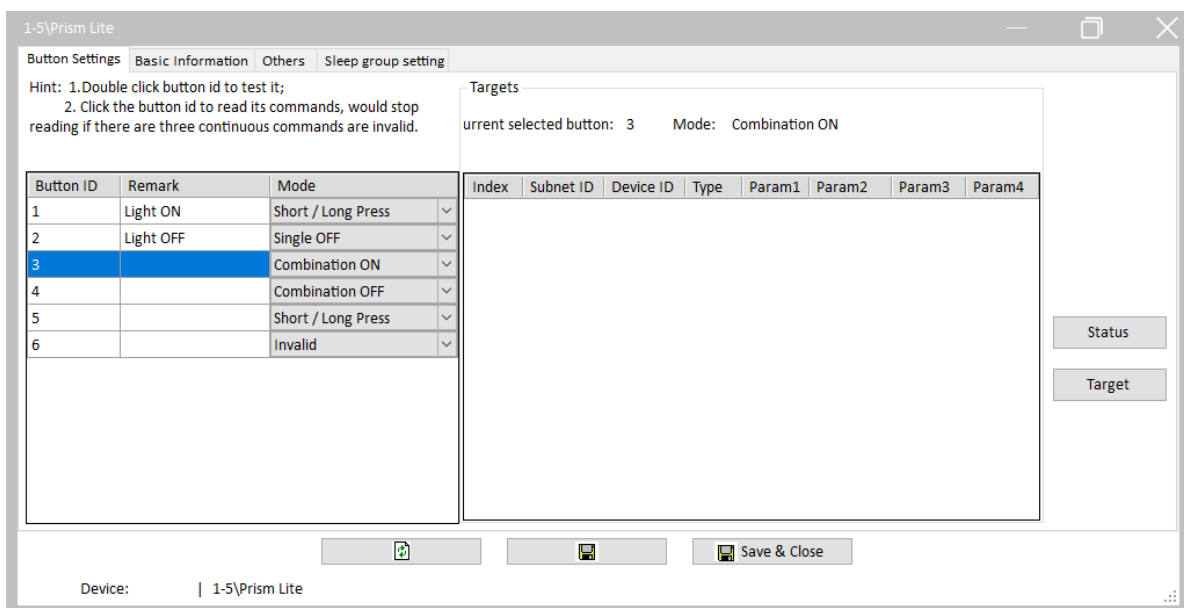 1-5\Prism Lite
Button Settings Basic Information Others Sleep group setting
Hint: 1.Double click button id to test it;
2. Click the button id to read its commands, would stop
reading if there are three continuous commands are invalid.
Targets
urrent selected button: 3 Mode: Combination ON
Button ID Remark Mode
1 Light ON Short / Long Press
2 Light OFF Single OFF
3 Combination ON
4 Combination OFF
5 Short / Long Press
6 Invalid
Index Subnet ID Device ID Type Param1 Param2 Param3 Param4
Status
Target
Save & Close
Device: | 1-5\Prism Lite